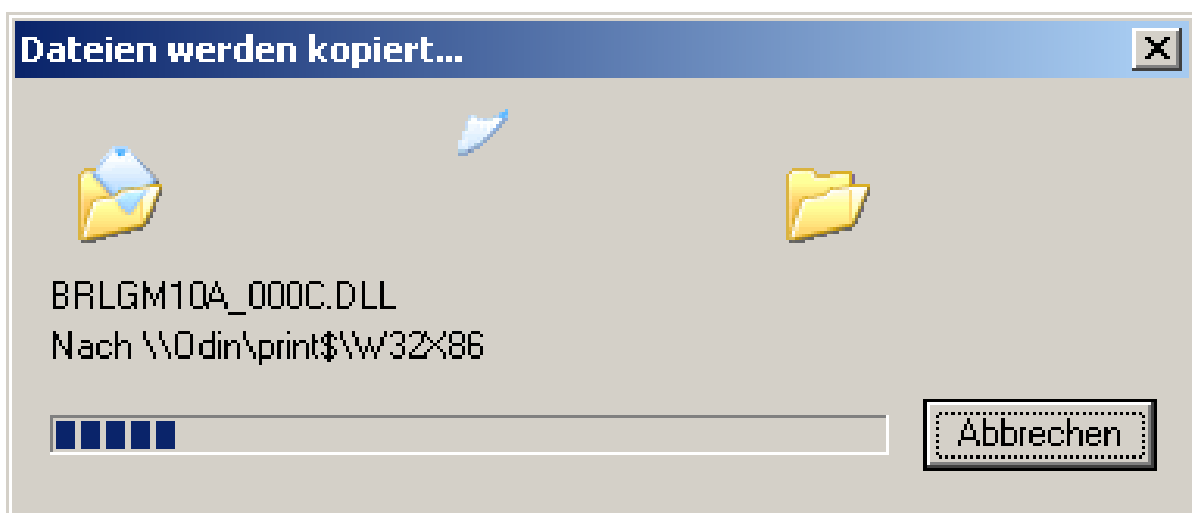 Dateien werden kopiert...
BRLGM10A_000C.DLL
Nach \\Odin\print$\W32X86
Abbrechen